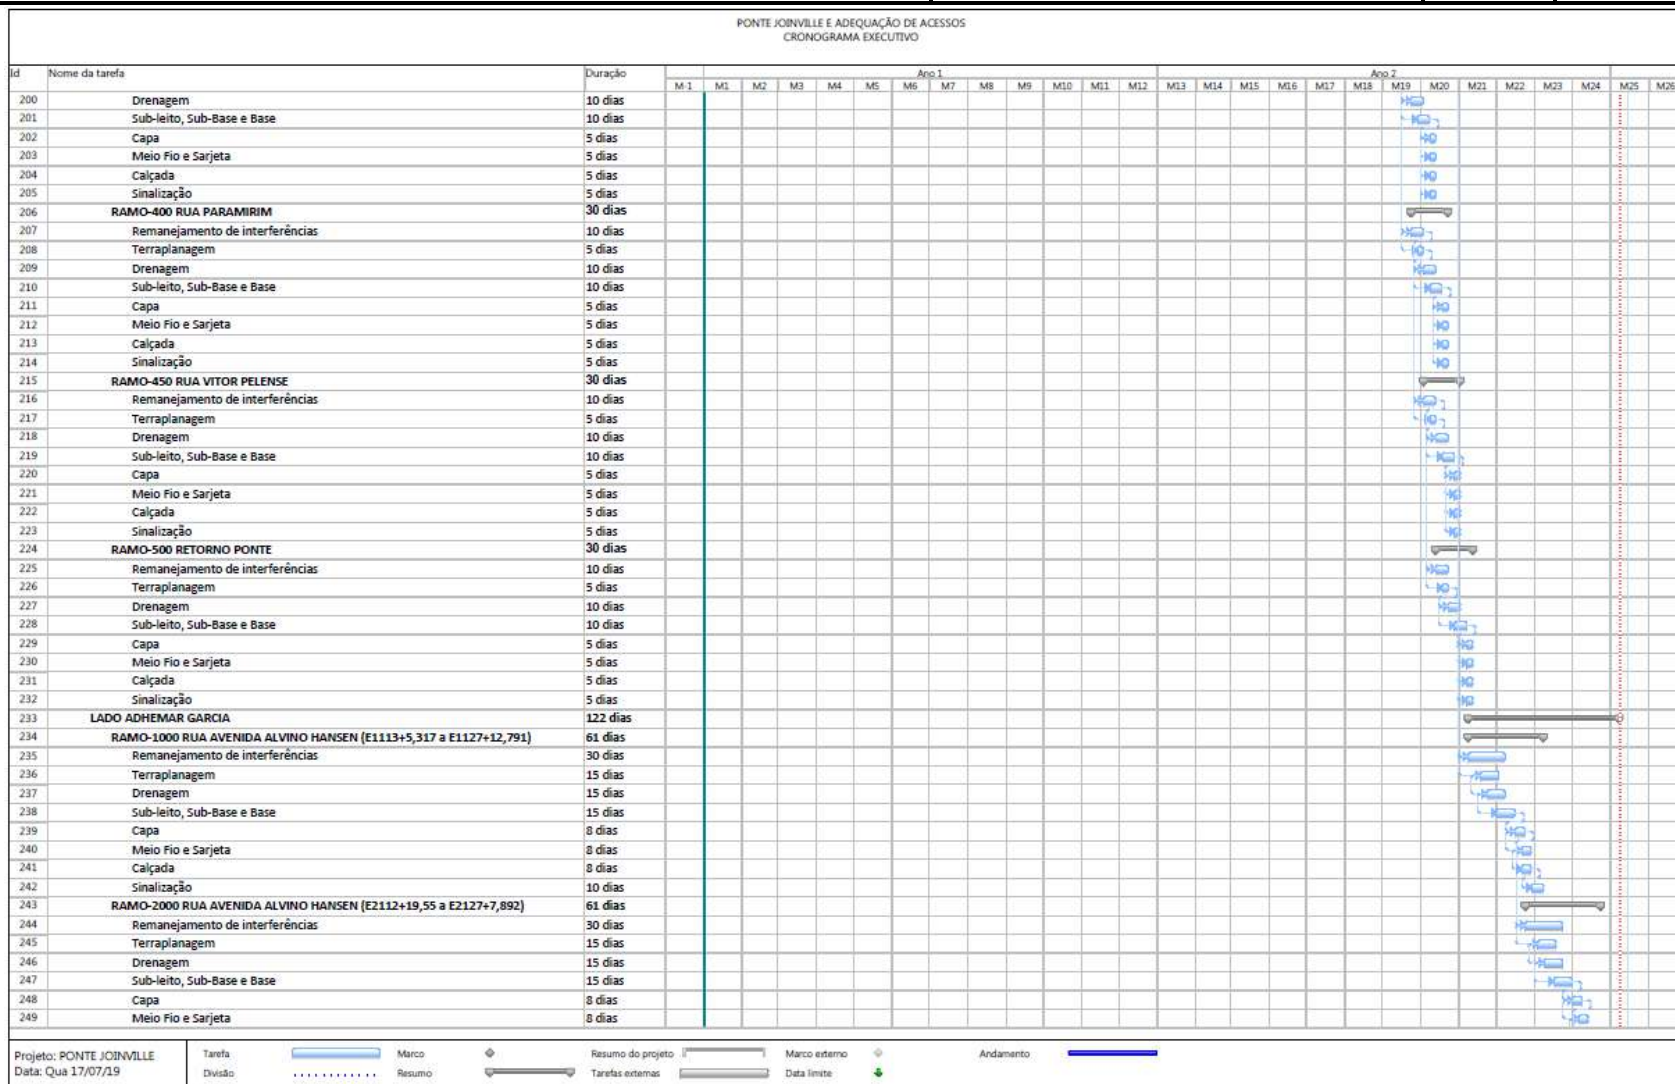 PONTE JOINVILLE E ADEQUAÇÃO DE ACESSOS
CRONOGRAMA EXECUTIVO
Id Nome da tarefa Duração Ano 1 Ano 2
M-1 M1 M2 M3 M4 M5 M6 M7 M8 M9 M10 M11 M12 M13 M14 M15 M16 M17 M18 M19 M20 M21 M22 M23 M24 M25 M26
200 Drenagem 10 dias
201 Sub-leito, Sub-Base e Base 10 dias
202 Capa 5 dias
203 Meio Fio e Sarjeta 5 dias
204 Calçada 5 dias
205 Sinalização 5 dias
206 RAMO-400 RUA PARAMIRIM 30 dias
207 Remanejamento de interferências 10 dias
208 Terraplanagem 5 dias
209 Drenagem 10 dias
210 Sub-leito, Sub-Base e Base 10 dias
211 Capa 5 dias
212 Meio Fio e Sarjeta 5 dias
213 Calçada 5 dias
214 Sinalização 5 dias
215 RAMO-450 RUA VITOR PELENSE 30 dias
216 Remanejamento de interferências 10 dias
217 Terraplanagem 5 dias
218 Drenagem 10 dias
219 Sub-leito, Sub-Base e Base 10 dias
220 Capa 5 dias
221 Meio Fio e Sarjeta 5 dias
222 Calçada 5 dias
223 Sinalização 5 dias
224 RAMO-500 RETORNO PONTE 30 dias
225 Remanejamento de interferências 10 dias
226 Terraplanagem 5 dias
227 Drenagem 10 dias
228 Sub-leito, Sub-Base e Base 10 dias
229 Capa 5 dias
230 Meio Fio e Sarjeta 5 dias
231 Calçada 5 dias
232 Sinalização 5 dias
233 LADO ADHEMAR GARCIA 122 dias
234 RAMO-1000 RUA AVENIDA ALVINO HANSEN (E1113+5,317 a E1127+12,791) 61 dias
235 Remanejamento de interferências 30 dias
236 Terraplanagem 15 dias
237 Drenagem 15 dias
238 Sub-leito, Sub-Base e Base 15 dias
239 Capa 8 dias
240 Meio Fio e Sarjeta 8 dias
241 Calçada 8 dias
242 Sinalização 10 dias
243 RAMO-2000 RUA AVENIDA ALVINO HANSEN (E2112+19,55 a E2127+7,892) 61 dias
244 Remanejamento de interferências 30 dias
245 Terraplanagem 15 dias
246 Drenagem 15 dias
247 Sub-leito, Sub-Base e Base 15 dias
248 Capa 8 dias
249 Meio Fio e Sarjeta 8 dias
Projeto: PONTE JOINVILLE
Data: Qua 17/07/19
Tarefa Marco Resumo do projeto Marco externo Andamento
Divisão Resumo Tarefas externas Data limite